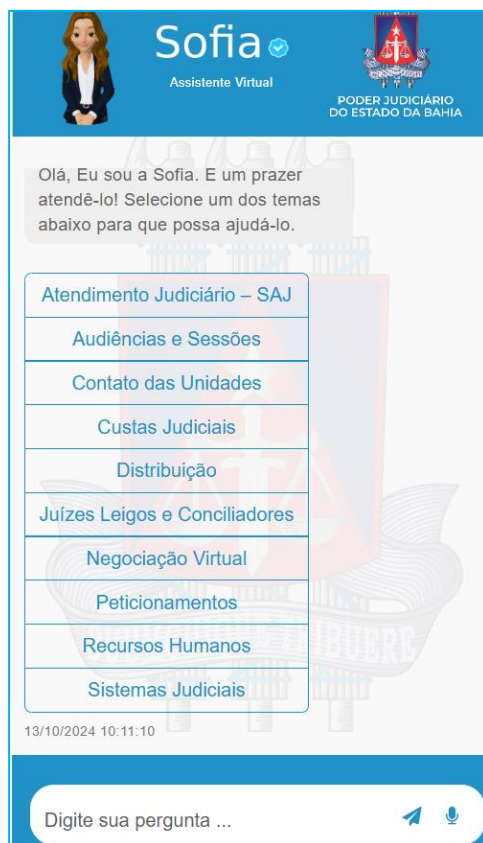 Sofia
Assistente Virtual
PODER JUDICIÁRIO
DO ESTADO DA BAHIA
Olá, Eu sou a Sofia. E um prazer
atendê-lo! Selecione um dos temas
abaixo para que possa ajudá-lo.
Atendimento Judiciário – SAJ
Audiências e Sessões
Contato das Unidades
Custas Judiciais
Distribuição
Juízes Leigos e Conciliadores
Negociação Virtual
Peticionamentos
Recursos Humanos
Sistemas Judiciais
13/10/2024 10:11:10
Digite sua pergunta ...